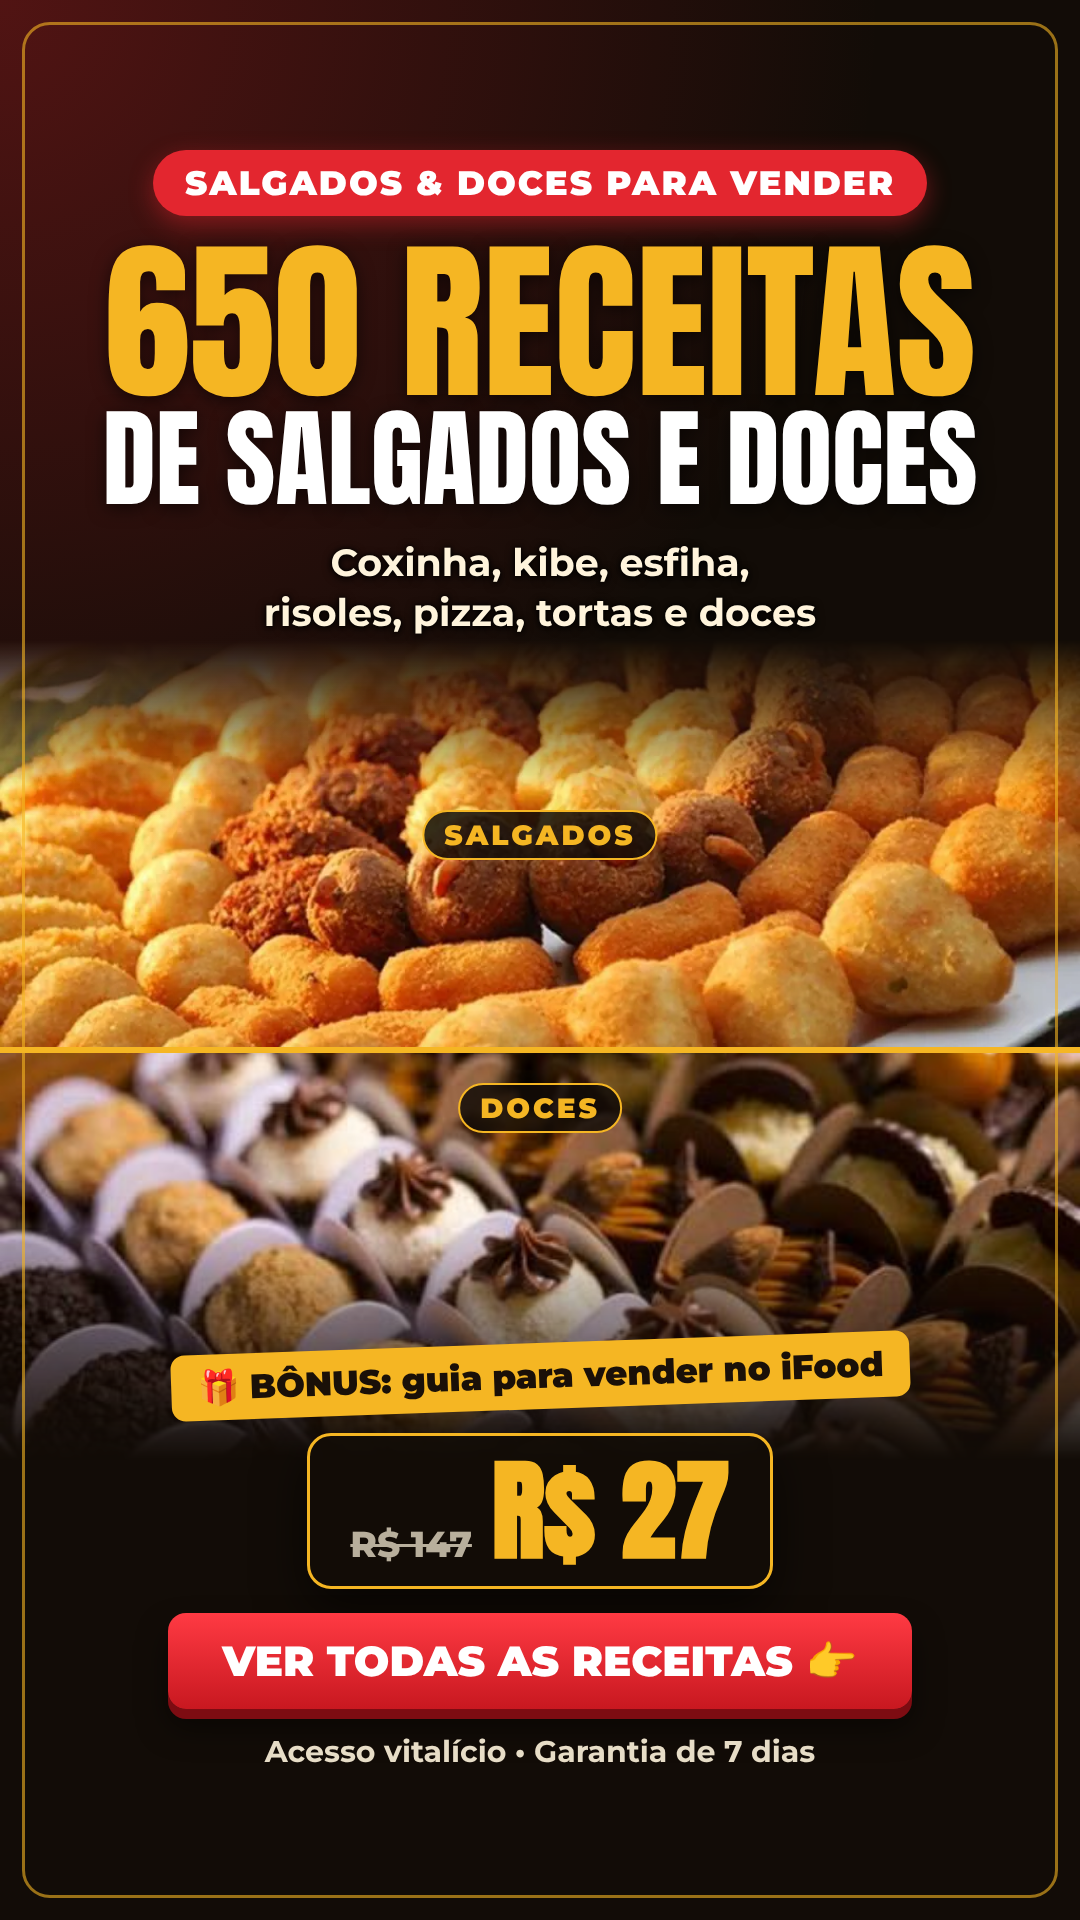 SALGADOS & DOCES PARA VENDER
650 RECEITAS
DE SALGADOS E DOCES
Coxinha, kibe, esfiha,
risoles, pizza, tortas e doces
SALGADOS
DOCES
🎁 BÔNUS: guia para vender no iFood
R$ 147 R$ 27
VER TODAS AS RECEITAS 👉
Acesso vitalício • Garantia de 7 dias